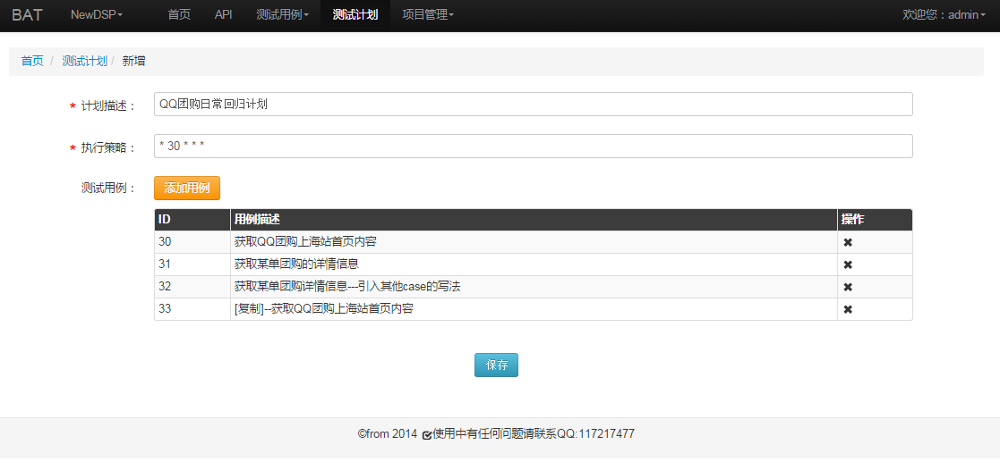 BAT NewDSP 首页 API 测试用例 测试计划 项目管理 欢迎您：admin
首页 / 测试计划 / 新增
* 计划描述： QQ团购日常回归计划
* 执行策略： * 30 * * *
测试用例： 添加用例
ID 用例描述 操作
30 获取QQ团购上海站首页内容
31 获取某单团购的详情信息
32 获取某单团购详情信息---引入其他case的写法
33 [复制]--获取QQ团购上海站首页内容
保存
©from 2014 使用中有任何问题请联系QQ:117217477